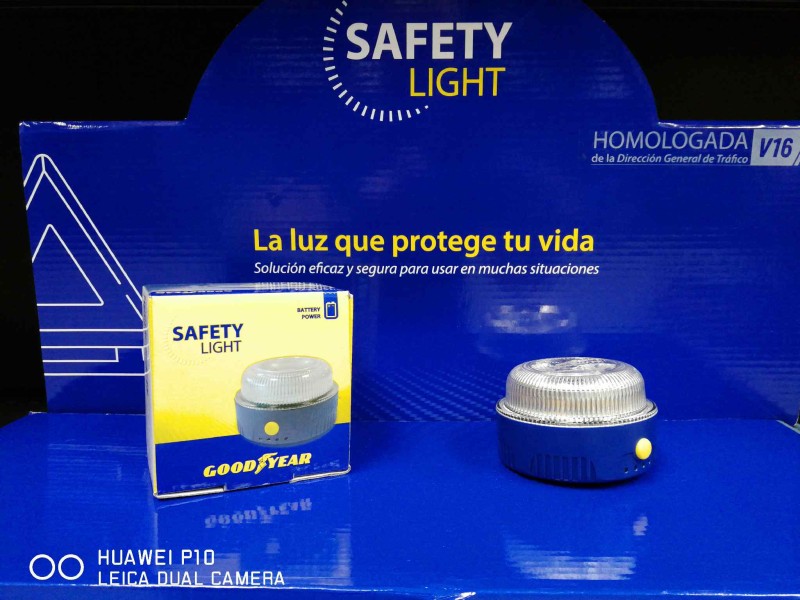 SAFETY
LIGHT
HOMOLOGADA V16
de la Dirección General de Tráfico
La luz que protege tu vida
Solución eficaz y segura para usar en muchas situaciones
BATTERY
POWER
SAFETY
LIGHT
GOODYEAR
HUAWEI P10
LEICA DUAL CAMERA